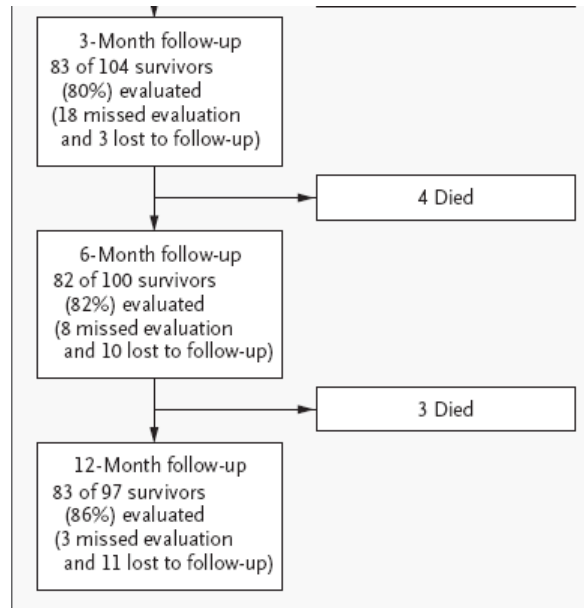 3-Month follow-up
83 of 104 survivors
(80%) evaluated
(18 missed evaluation
and 3 lost to follow-up)
4 Died
6-Month follow-up
82 of 100 survivors
(82%) evaluated
(8 missed evaluation
and 10 lost to follow-up)
3 Died
12-Month follow-up
83 of 97 survivors
(86%) evaluated
(3 missed evaluation
and 11 lost to follow-up)